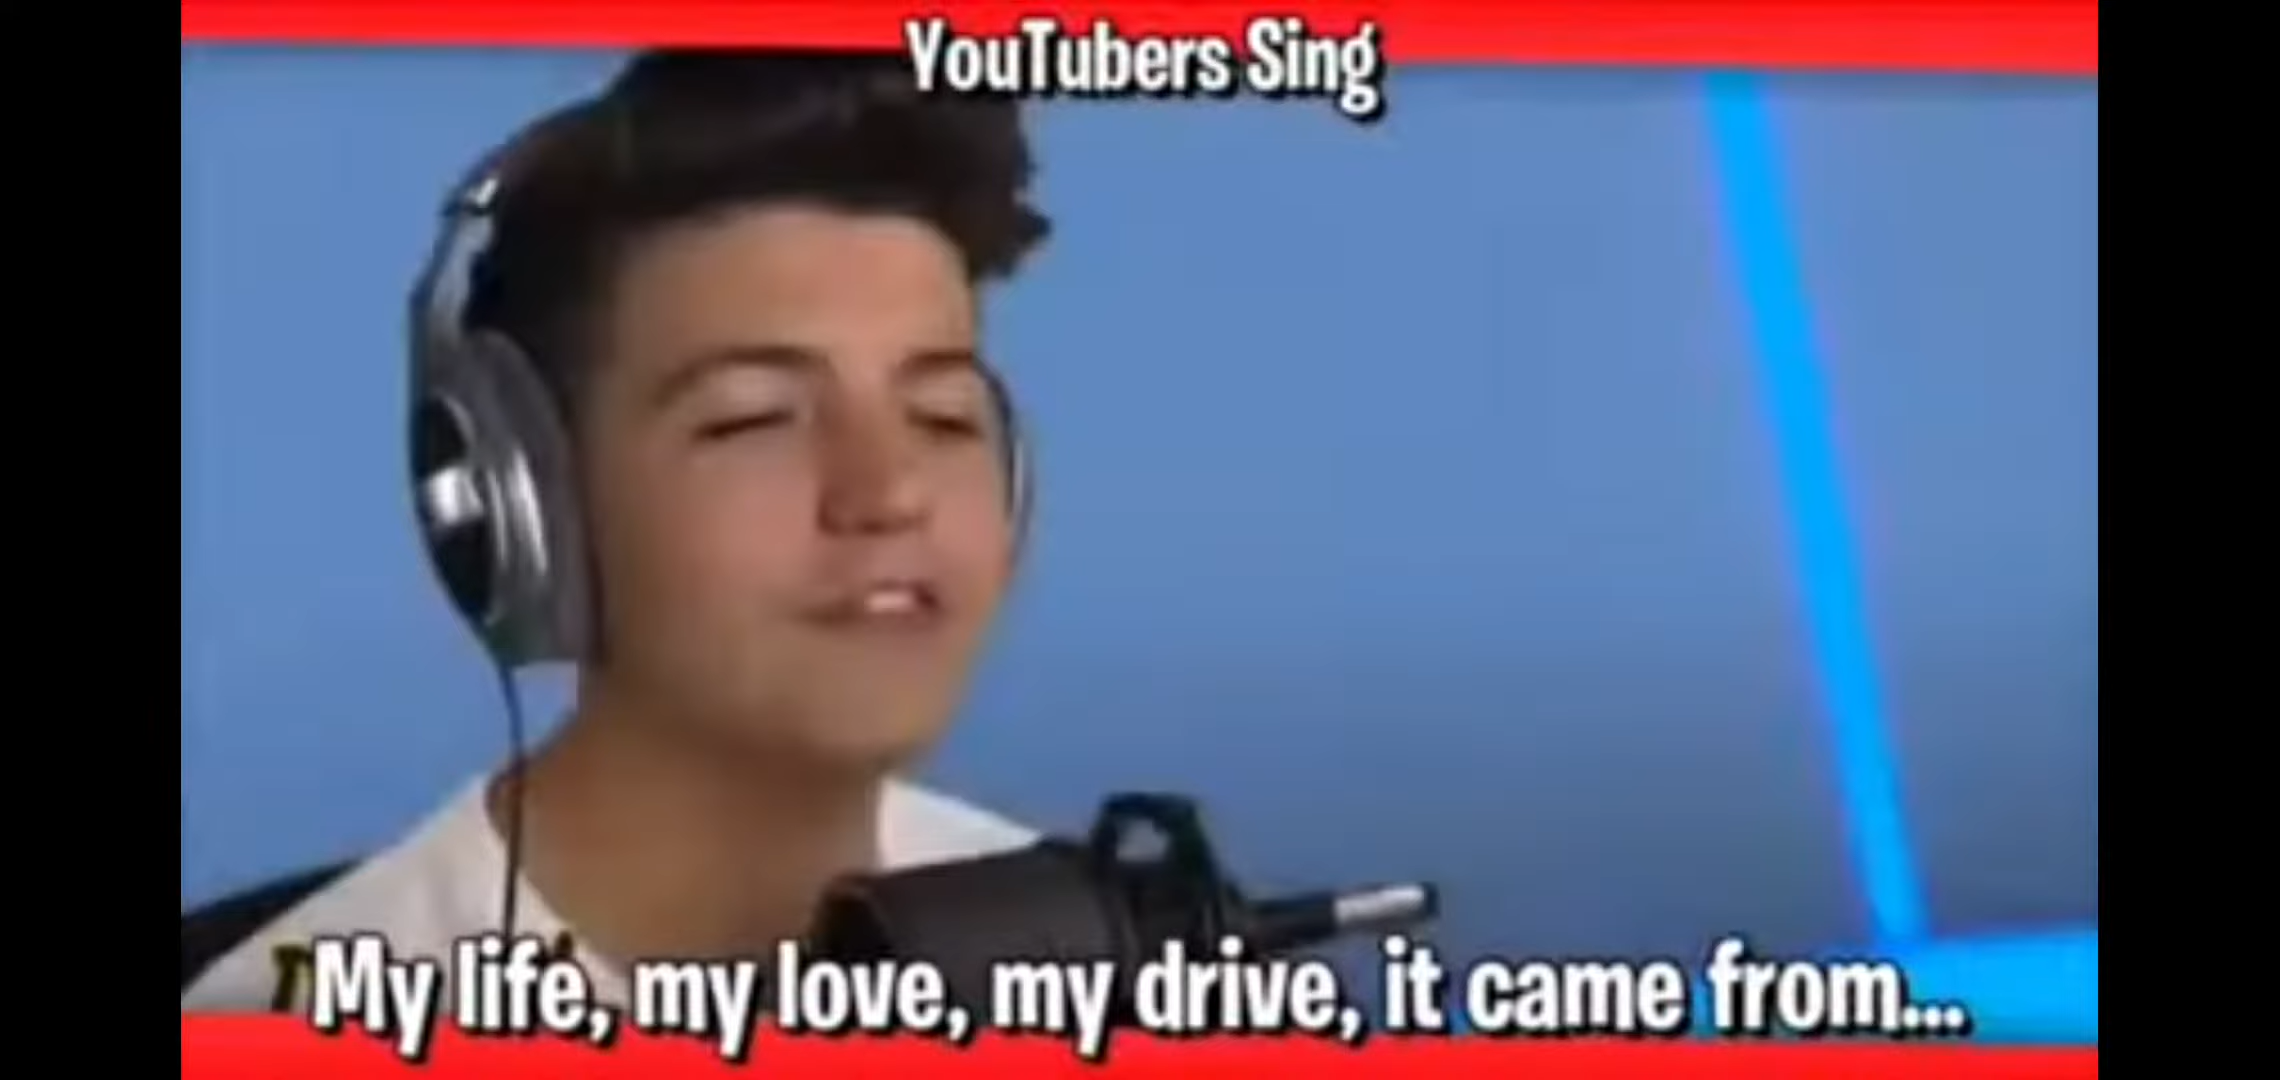 YouTubers Sing
My life, my love, my drive, it came from...